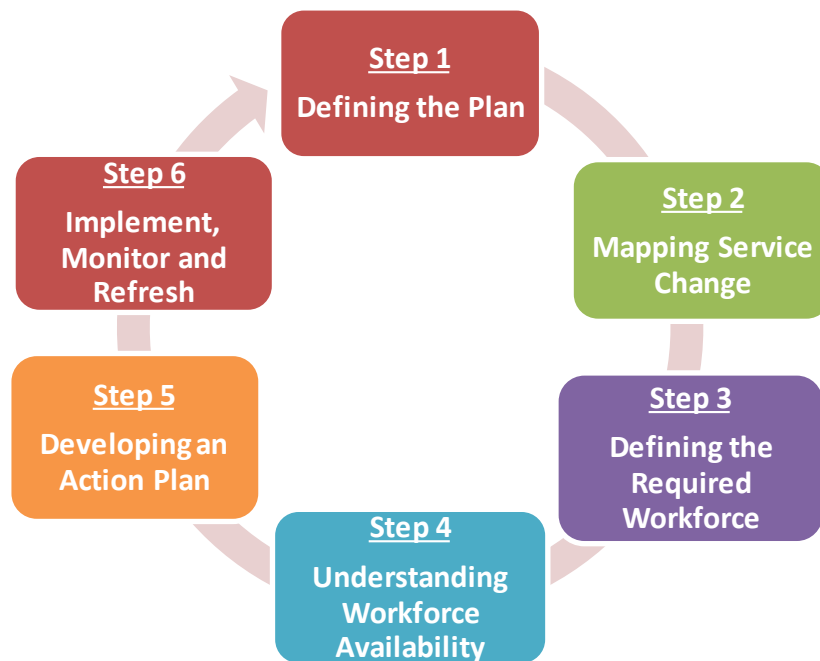 Step 1
Defining the Plan
Step 2
Mapping Service
Change
Step 3
Defining the
Required
Workforce
Step 4
Understanding
Workforce
Availability
Step 5
Developing an
Action Plan
Step 6
Implement,
Monitor and
Refresh